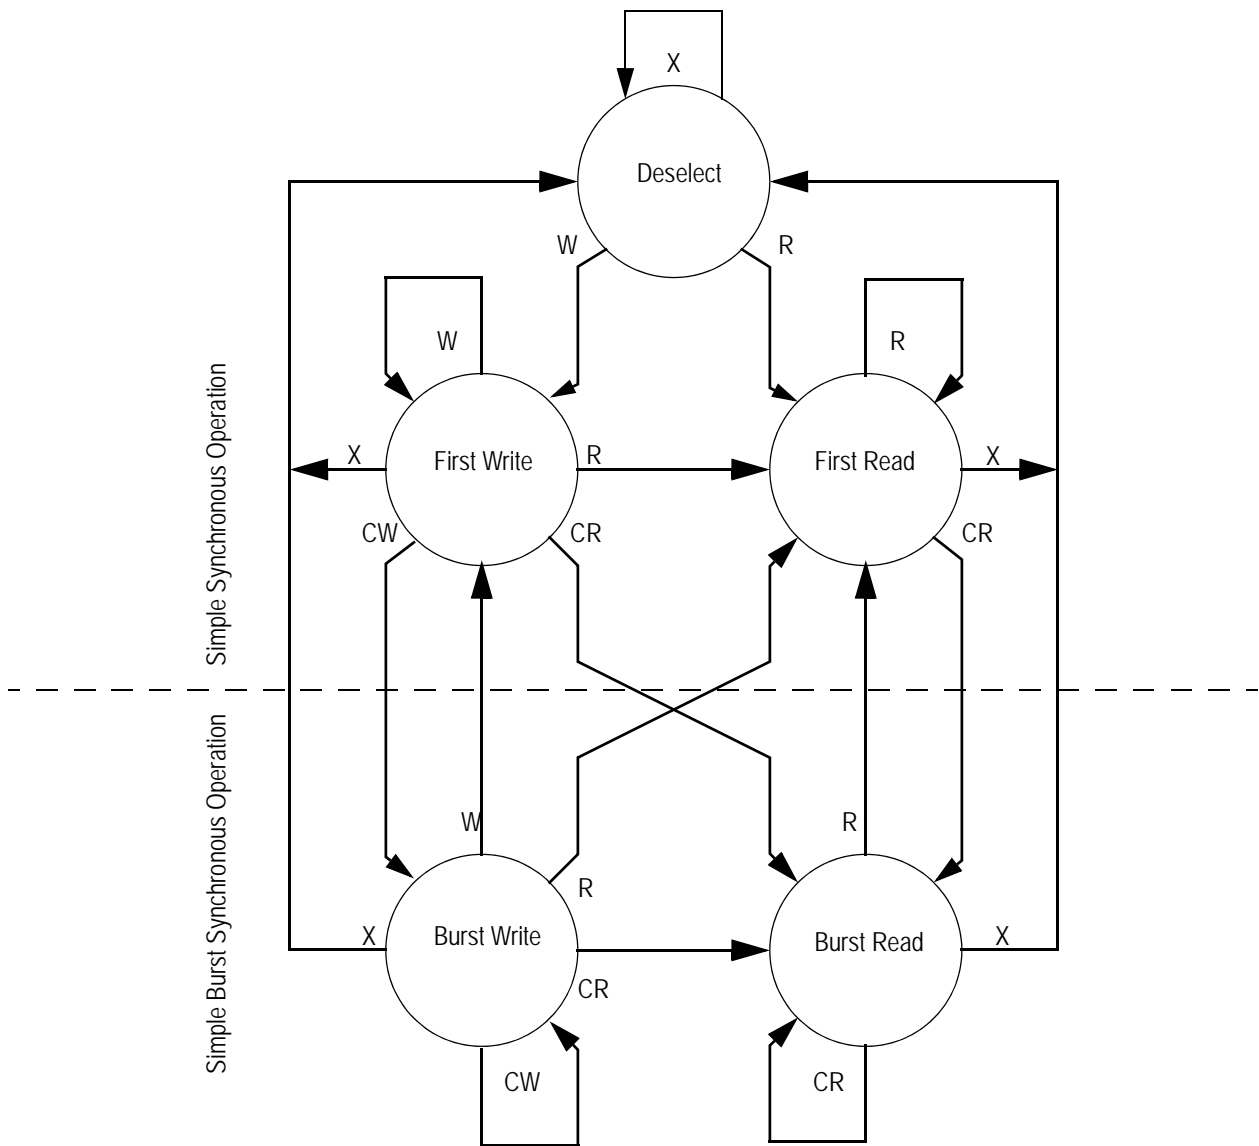 X
Deselect
W
R
W
R
Simple Synchronous Operation
X
First Write
R
First Read
X
CW
CR
CR
Simple Burst Synchronous Operation
W
R
R
X
Burst Write
Burst Read
X
CR
CW
CR